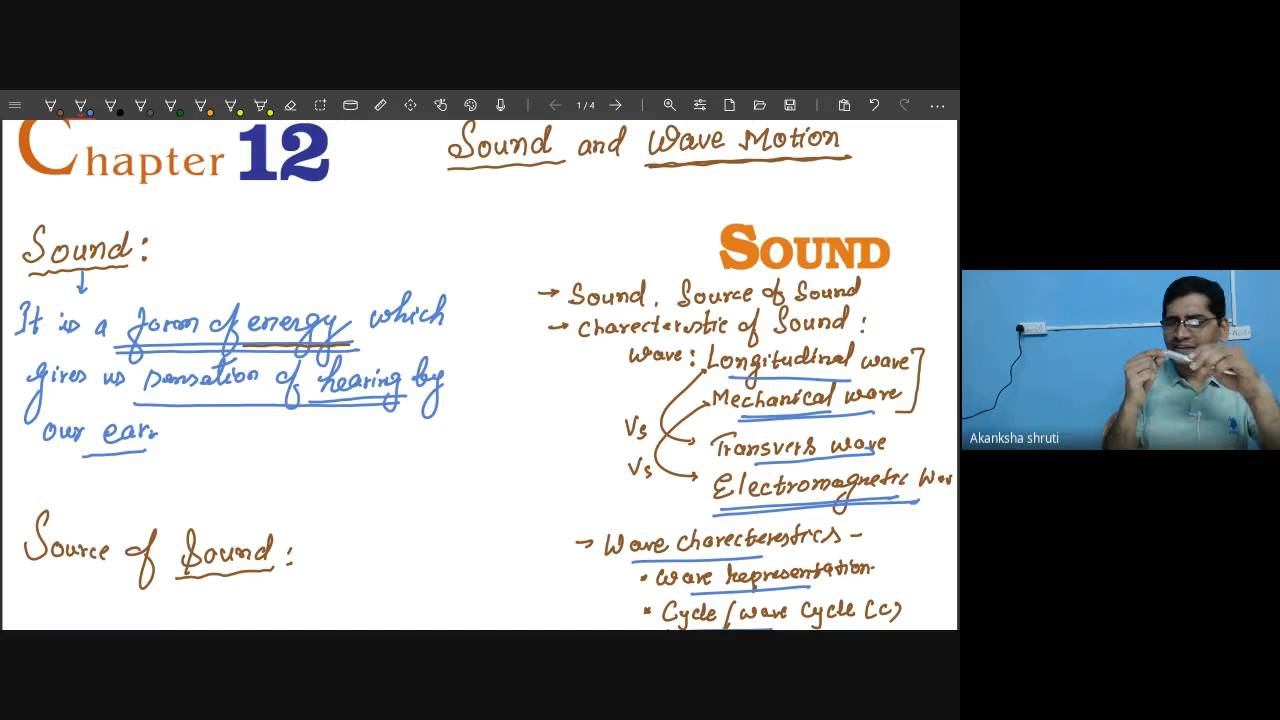 1/4
Chapter 12
Sound and Wave Motion
Sound:
It is a form of energy which
gives us sensation of hearing by
our ear.
Source of Sound:
SOUND
→ Sound, Source of Sound
→ Charecterstic of Sound:
Wave: Longitudinal wave
Mechanical wave
Vs
Transvers wave
Vs
Electromagnetic Wav
→ Wave charecterestics –
• Wave Representation
• Cycle / wave cycle (c)
Akanksha shruti